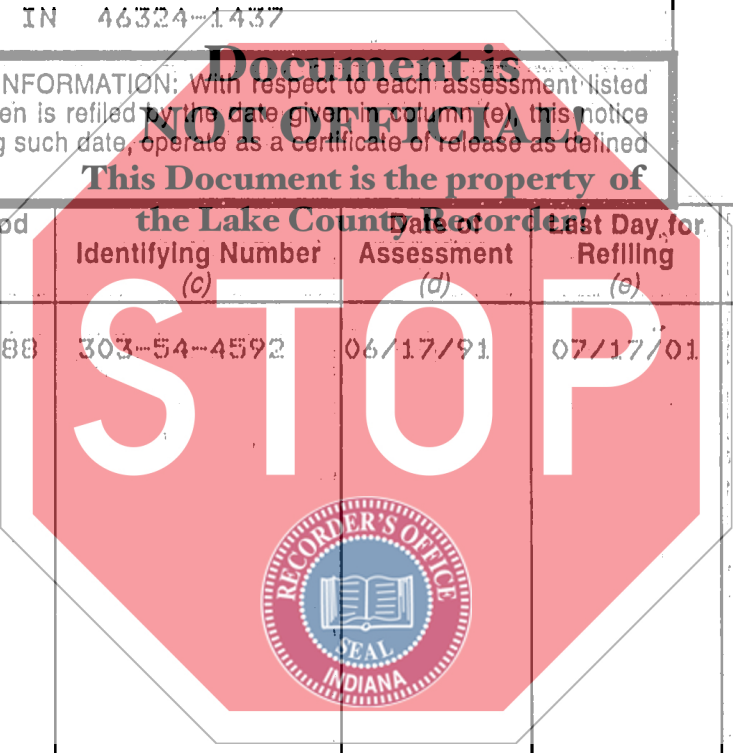 IN 46324-1437
Document is
NFORMATION: With respect to each assessment listed
en is refiled by the date given in column (e), this notice
NOT OFFICIAL!
g such date, operate as a certificate of release as defined
This Document is the property of
the Lake County Recorder!
od
Identifying Number
(c)
Date of
Assessment
(d)
Last Day for
Refiling
(e)
88 303-54-4592 06/17/91 07/17/01
STOP
RECORDER'S OFFICE
SEAL
INDIANA